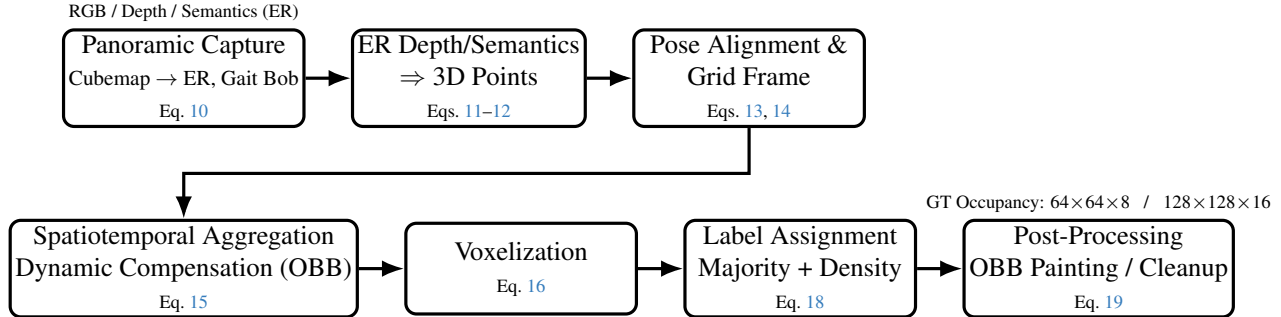 RGB / Depth / Semantics (ER)
Panoramic Capture
Cubemap → ER, Gait Bob
Eq. 10
ER Depth/Semantics
⇒ 3D Points
Eqs. 11–12
Pose Alignment &
Grid Frame
Eqs. 13, 14
Spatiotemporal Aggregation
Dynamic Compensation (OBB)
Eq. 15
Voxelization
Eq. 16
Label Assignment
Majority + Density
Eq. 18
GT Occupancy: 64×64×8 / 128×128×16
Post-Processing
OBB Painting / Cleanup
Eq. 19